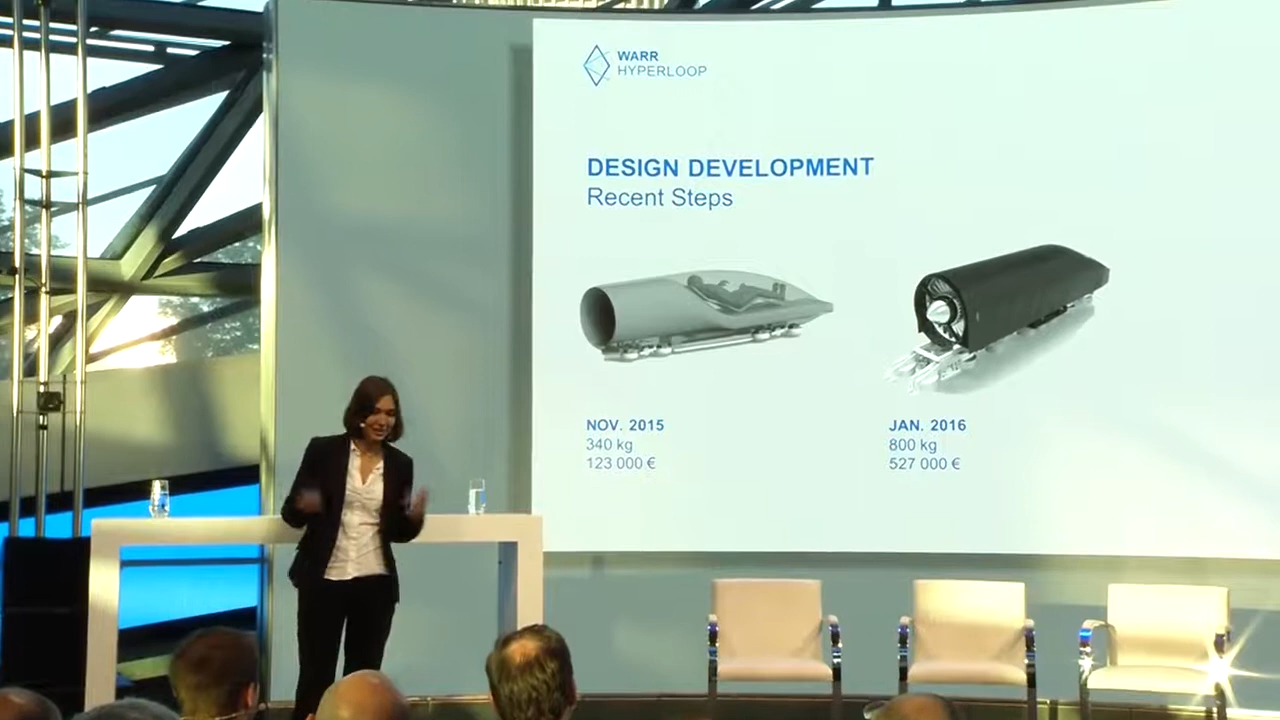 WARR
HYPERLOOP
DESIGN DEVELOPMENT
Recent Steps
NOV. 2015
340 kg
123 000 €
JAN. 2016
800 kg
527 000 €